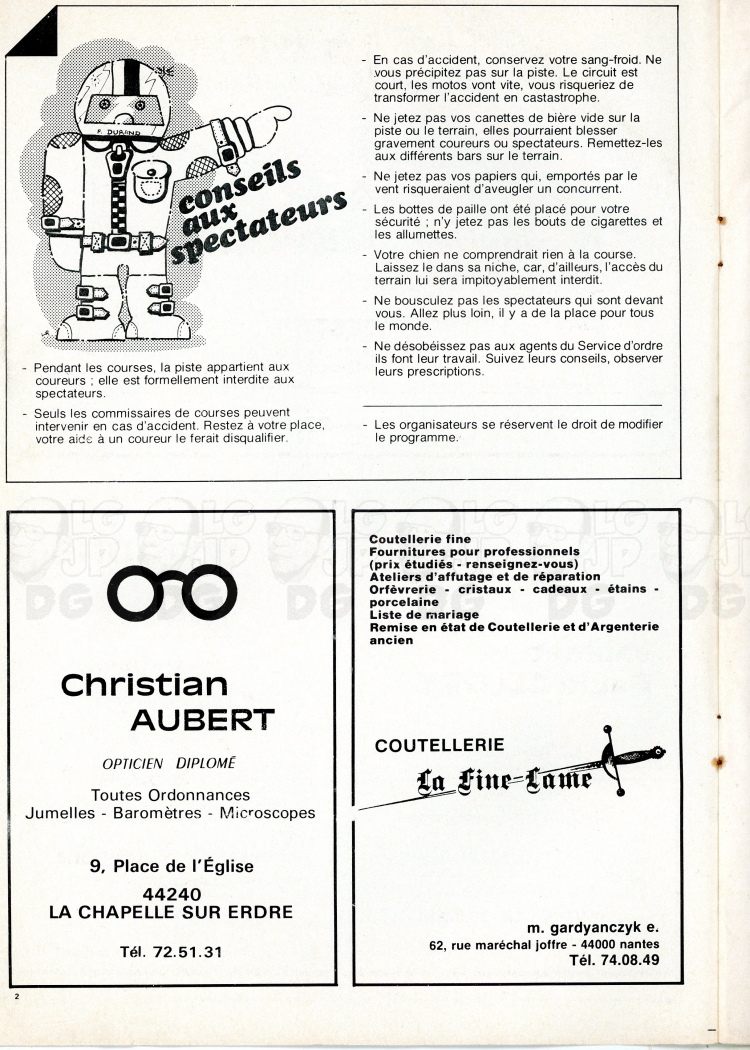 P. DURAND
conseils
aux
spectateurs
- Pendant les courses, la piste appartient aux
coureurs ; elle est formellement interdite aux
spectateurs.
- Seuls les commissaires de courses peuvent
intervenir en cas d'accident. Restez à votre place,
votre aide à un coureur le ferait disqualifier.
- En cas d'accident, conservez votre sang-froid. Ne
vous précipitez pas sur la piste. Le circuit est
court, les motos vont vite, vous risqueriez de
transformer l'accident en castastrophe.
- Ne jetez pas vos canettes de bière vide sur la
piste ou le terrain, elles pourraient blesser
gravement coureurs ou spectateurs. Remettez-les
aux différents bars sur le terrain.
- Ne jetez pas vos papiers qui, emportés par le
vent risqueraient d'aveugler un concurrent.
- Les bottes de paille ont été placé pour votre
sécurité ; n'y jetez pas les bouts de cigarettes et
les allumettes.
- Votre chien ne comprendrait rien à la course.
Laissez le dans sa niche, car, d'ailleurs, l'accès du
terrain lui sera impitoyablement interdit.
- Ne bousculez pas les spectateurs qui sont devant
vous. Allez plus loin, il y a de la place pour tous
le monde.
- Ne désobéissez pas aux agents du Service d'ordre
ils font leur travail. Suivez leurs conseils, observer
leurs prescriptions.
- Les organisateurs se réservent le droit de modifier
le programme.
Christian
AUBERT
OPTICIEN DIPLOMÉ
Toutes Ordonnances
Jumelles - Baromètres - Microscopes
9, Place de l'Église
44240
LA CHAPELLE SUR ERDRE
Tél. 72.51.31
Coutellerie fine
Fournitures pour professionnels
(prix étudiés - renseignez-vous)
Ateliers d'affutage et de réparation
Orfèvrerie - cristaux - cadeaux - étains -
porcelaine
Liste de mariage
Remise en état de Coutellerie et d'Argenterie
ancien
COUTELLERIE
La Fine-Lame
m. gardyanczyk e.
62, rue maréchal joffre - 44000 nantes
Tél. 74.08.49
2
LG JP DG